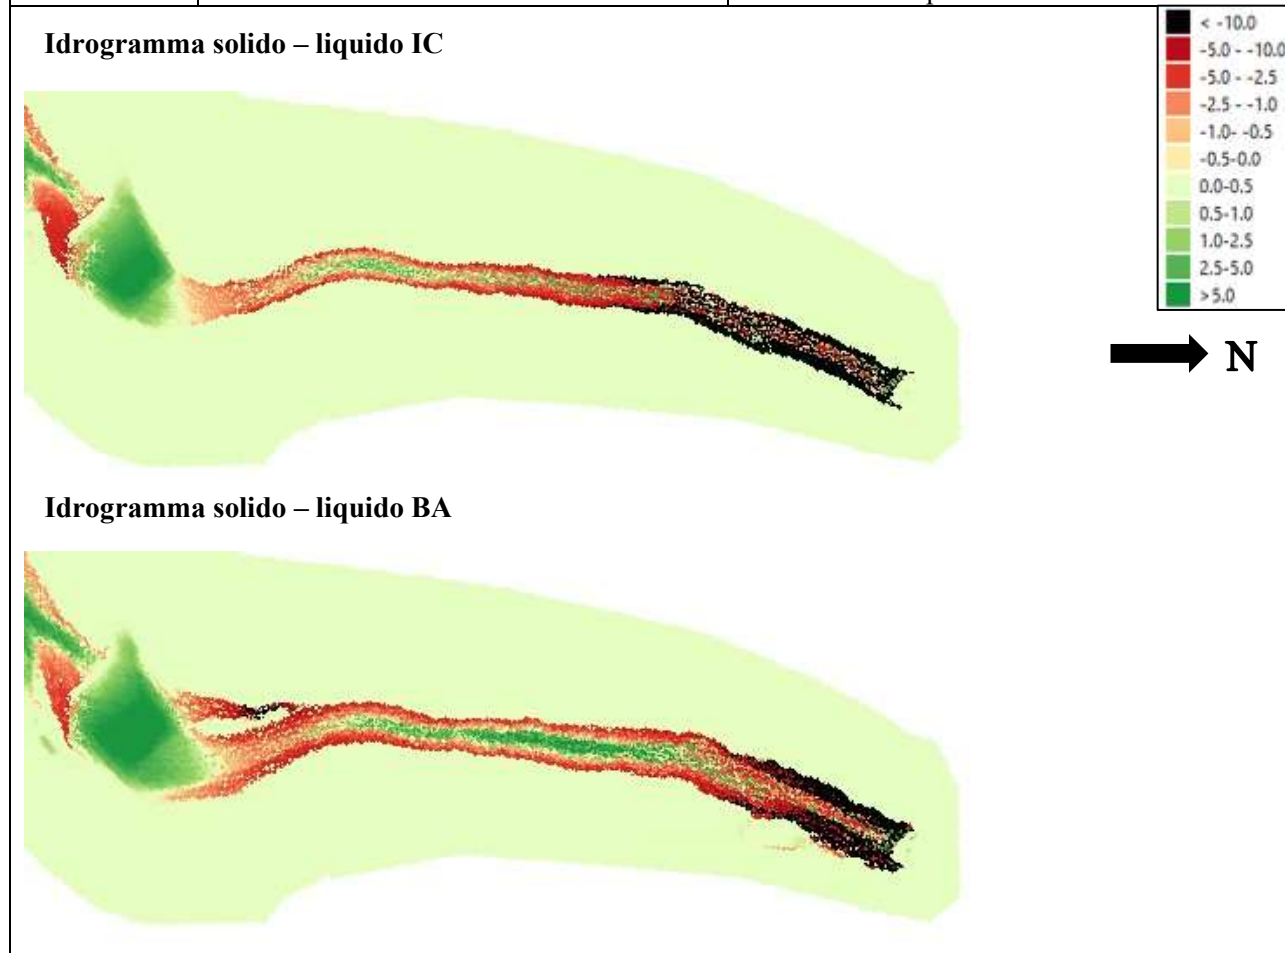 Idrogramma solido – liquido IC
< -10.0
-5.0 - -10.0
-5.0 - -2.5
-2.5 - -1.0
-1.0- -0.5
-0.5-0.0
0.0-0.5
0.5-1.0
1.0-2.5
2.5-5.0
>5.0
N
Idrogramma solido – liquido BA